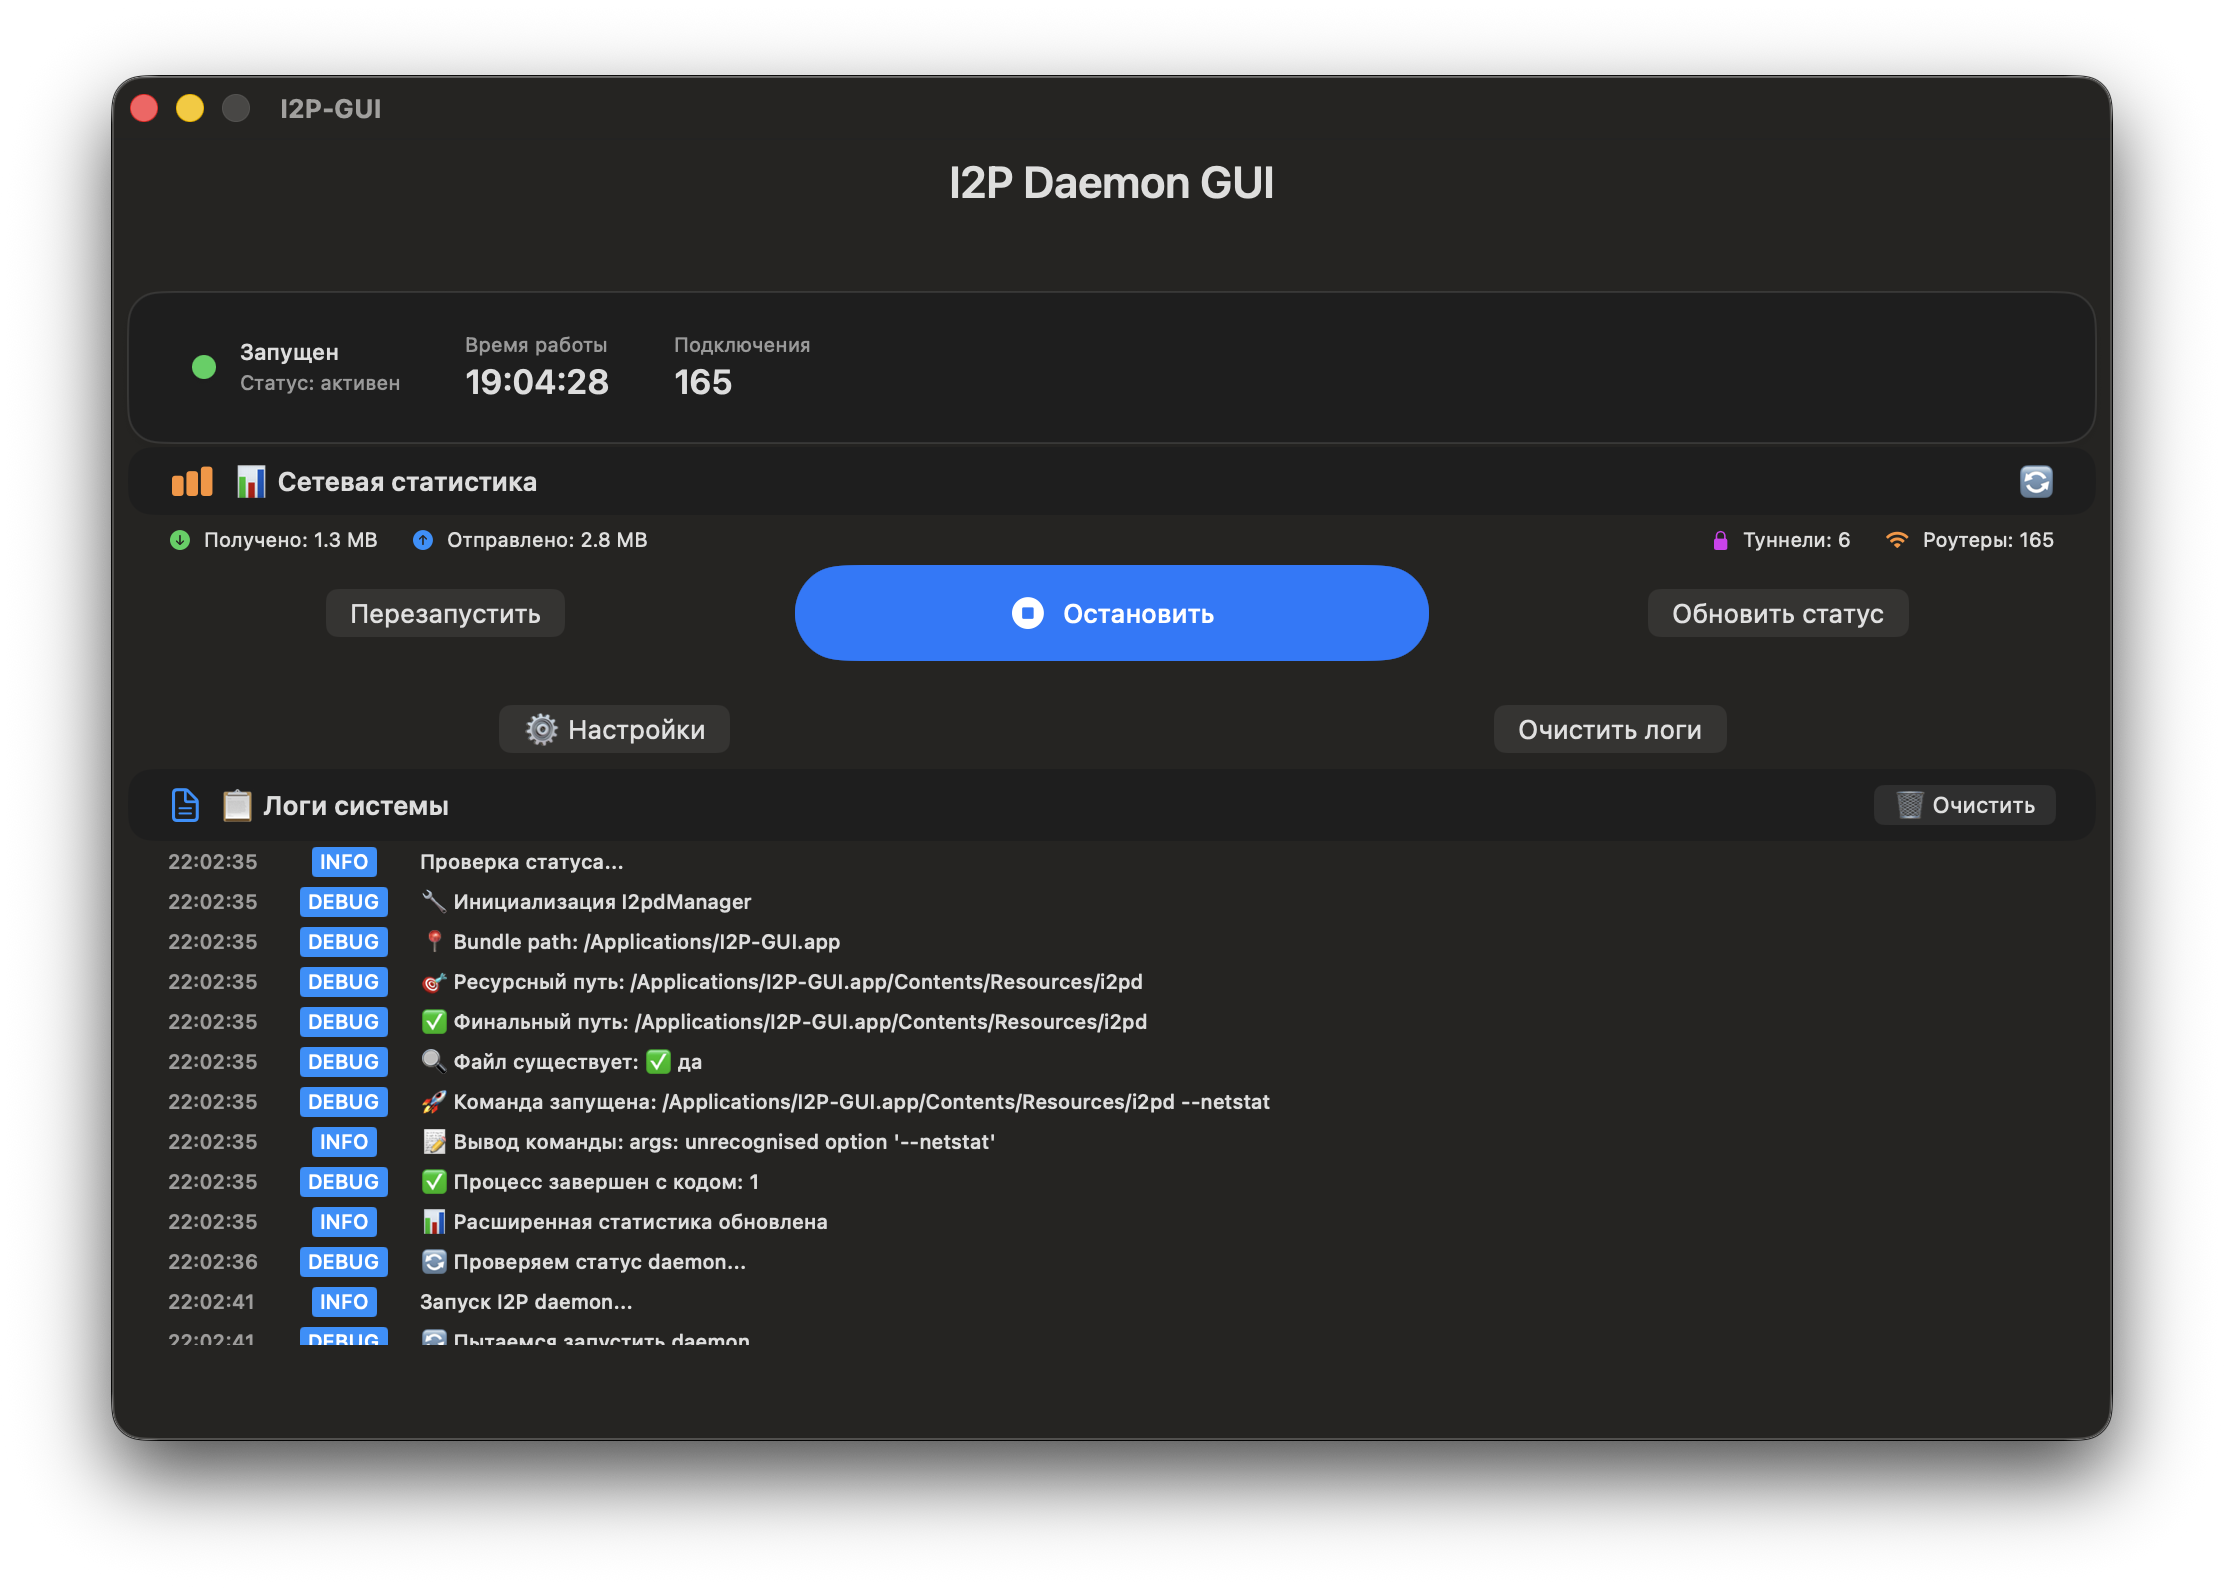 I2P-GUI
I2P Daemon GUI
Запущен
Статус: активен
Время работы
19:04:28
Подключения
165
📊 Сетевая статистика
Получено: 1.3 MB
Отправлено: 2.8 MB
Туннели: 6
Роутеры: 165
Перезапустить
Остановить
Обновить статус
⚙️ Настройки
Очистить логи
📋 Логи системы
🗑️ Очистить
22:02:35 INFO Проверка статуса...
22:02:35 DEBUG 🔧 Инициализация I2pdManager
22:02:35 DEBUG 📍 Bundle path: /Applications/I2P-GUI.app
22:02:35 DEBUG 🎯 Ресурсный путь: /Applications/I2P-GUI.app/Contents/Resources/i2pd
22:02:35 DEBUG ✅ Финальный путь: /Applications/I2P-GUI.app/Contents/Resources/i2pd
22:02:35 DEBUG 🔍 Файл существует: ✅ да
22:02:35 DEBUG 🚀 Команда запущена: /Applications/I2P-GUI.app/Contents/Resources/i2pd --netstat
22:02:35 INFO 📝 Вывод команды: args: unrecognised option '--netstat'
22:02:35 DEBUG ✅ Процесс завершен с кодом: 1
22:02:35 INFO 📊 Расширенная статистика обновлена
22:02:36 DEBUG 🔄 Проверяем статус daemon...
22:02:41 INFO Запуск I2P daemon...
22:02:41 DEBUG 🔄 Пытаемся запустить daemon